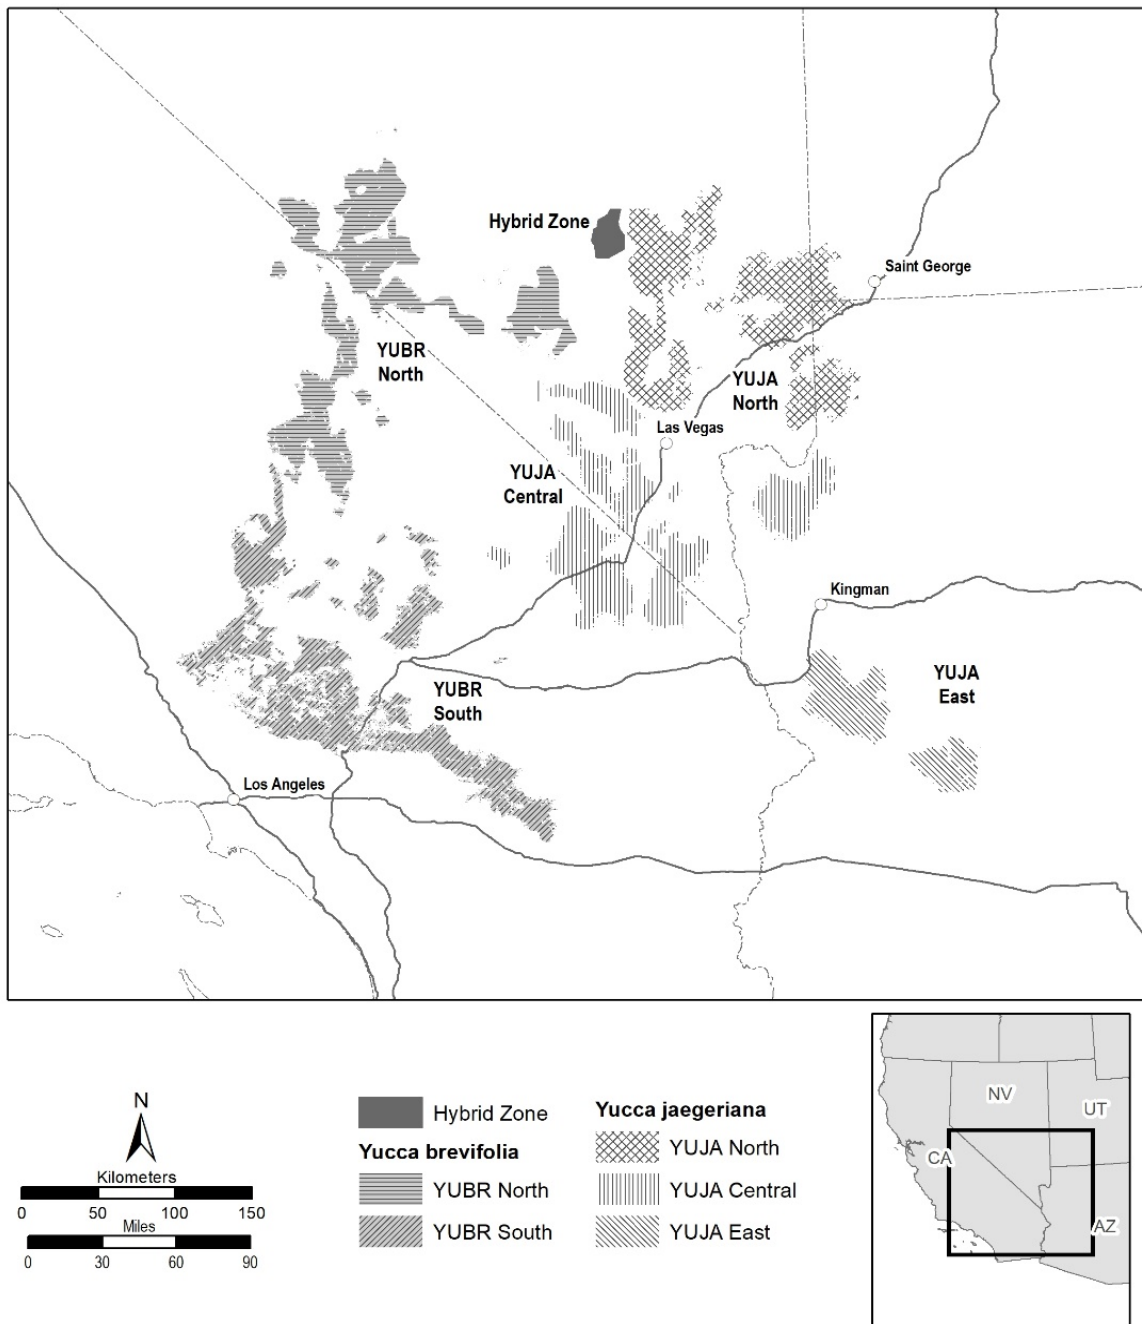 Hybrid Zone
Saint George
YUBR
North
YUJA
North
Las Vegas
YUJA
Central
Kingman
YUJA
East
YUBR
South
Los Angeles
N
Kilometers
0 50 100 150
Miles
0 30 60 90
Hybrid Zone
Yucca brevifolia
YUBR North
YUBR South
Yucca jaegeriana
YUJA North
YUJA Central
YUJA East
NV
UT
CA
AZ